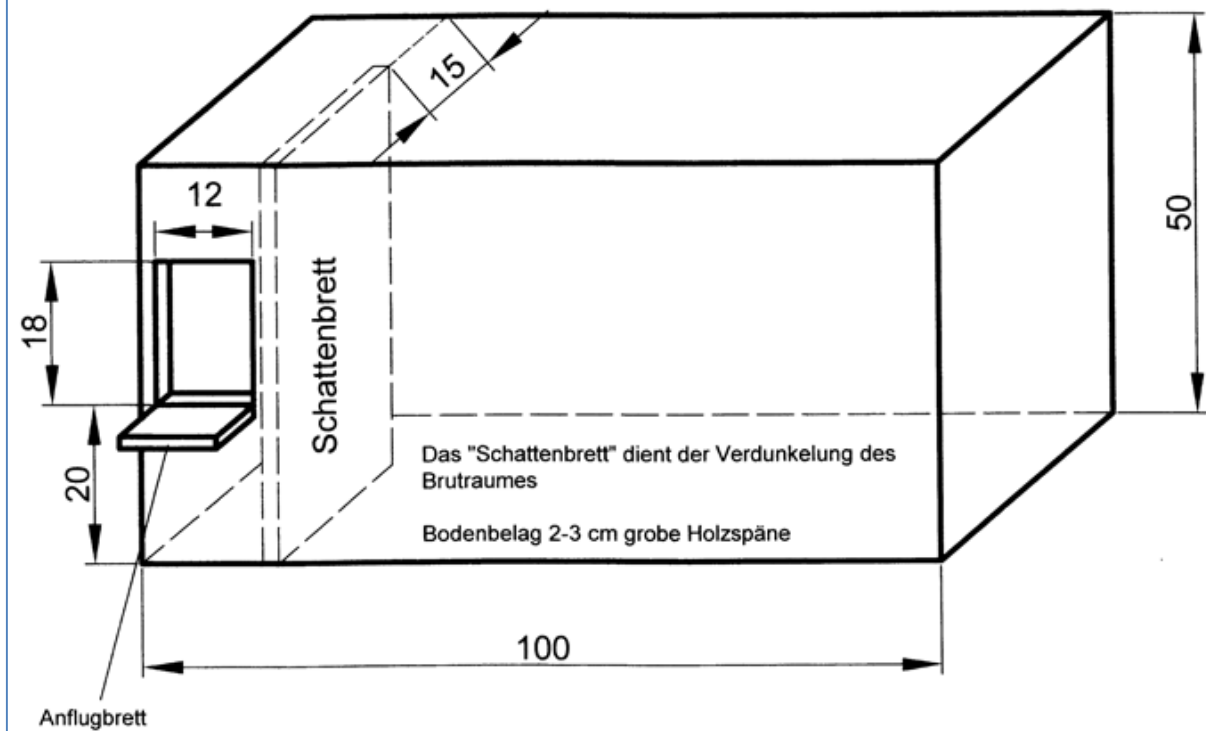 15
12
50
18
Schattenbrett
Das "Schattenbrett" dient der Verdunkelung des
Brutraumes
20
Bodenbelag 2-3 cm grobe Holzspäne
100
Anflugbrett